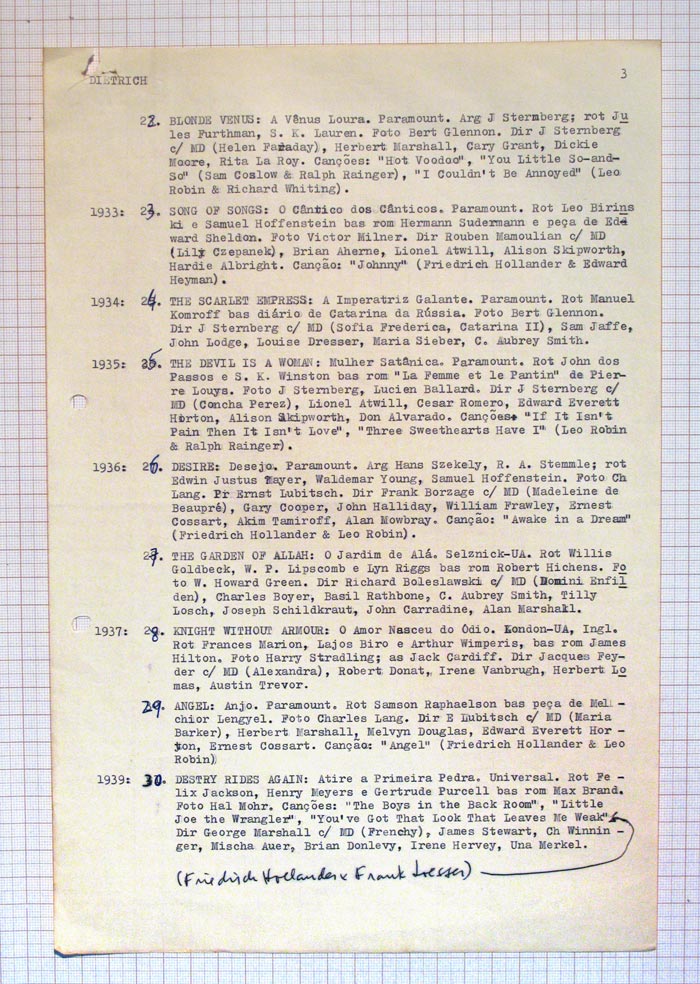 DIETRICH 3
22. BLONDE VENUS: A Vênus Loura. Paramount. Arg J Sternberg; rot Ju
les Furthman, S. K. Lauren. Foto Bert Glennon. Dir J Sternberg
c/ MD (Helen Faraday), Herbert Marshall, Cary Grant, Dickie
Moore, Rita La Roy. Canções: "Hot Voodoo", "You Little So-and-
So" (Sam Coslow & Ralph Rainger), "I Couldn't Be Annoyed" (Leo
Robin & Richard Whiting).
1933: 23. SONG OF SONGS: O Cântico dos Cânticos. Paramount. Rot Leo Birins
ki e Samuel Hoffenstein bas rom Hermann Sudermann e peça de Ed
ward Sheldon. Foto Victor Milner. Dir Rouben Mamoulian c/ MD
(Lily Czepanek), Brian Aherne, Lionel Atwill, Alison Skipworth,
Hardie Albright. Canção: "Johnny" (Friedrich Hollander & Edward
Heyman).
1934: 24. THE SCARLET EMPRESS: A Imperatriz Galante. Paramount. Rot Manuel
Komroff bas diário de Catarina da Rússia. Foto Bert Glennon.
Dir J Sternberg c/ MD (Sofia Frederica, Catarina II), Sam Jaffe,
John Lodge, Louise Dresser, Maria Sieber, C. Aubrey Smith.
1935: 25. THE DEVIL IS A WOMAN: Mulher Satânica. Paramount. Rot John dos
Passos e S. K. Winston bas rom "La Femme et le Pantin" de Pier-
re Louys. Foto J Sternberg, Lucien Ballard. Dir J Sternberg c/
MD (Concha Perez), Lionel Atwill, Cesar Romero, Edward Everett
Horton, Alison Skipworth, Don Alvarado. Canções: "If It Isn't
Pain Then It Isn't Love", "Three Sweethearts Have I" (Leo Robin
& Ralph Rainger).
1936: 26. DESIRE: Desejo. Paramount. Arg Hans Szekely, R. A. Stemmle; rot
Edwin Justus Mayer, Waldemar Young, Samuel Hoffenstein. Foto Ch
Lang. Pr Ernst Lubitsch. Dir Frank Borzage c/ MD (Madeleine de
Beaupré), Gary Cooper, John Halliday, William Frawley, Ernest
Cossart, Akim Tamiroff, Alan Mowbray. Canção: "Awake in a Dream"
(Friedrich Hollander & Leo Robin).
27. THE GARDEN OF ALLAH: O Jardim de Alá. Selznick-UA. Rot Willis
Goldbeck, W. P. Lipscomb e Lyn Riggs bas rom Robert Hichens. Fo
to W. Howard Green. Dir Richard Boleslawski c/ MD (Domini Enfil
den), Charles Boyer, Basil Rathbone, C. Aubrey Smith, Tilly
Losch, Joseph Schildkraut, John Carradine, Alan Marshall.
1937: 28. KNIGHT WITHOUT ARMOUR: O Amor Nasceu do Ódio. London-UA, Ingl.
Rot Frances Marion, Lajos Biro e Arthur Wimperis, bas rom James
Hilton. Foto Harry Stradling; as Jack Cardiff. Dir Jacques Fey-
der c/ MD (Alexandra), Robert Donat, Irene Vanbrugh, Herbert Lo
mas, Austin Trevor.
29. ANGEL: Anjo. Paramount. Rot Samson Raphaelson bas peça de Mel -
chior Lengyel. Foto Charles Lang. Dir E Lubitsch c/ MD (Maria
Barker), Herbert Marshall, Melvyn Douglas, Edward Everett Hor -
ton, Ernest Cossart. Canção: "Angel" (Friedrich Hollander & Leo
Robin)
1939: 30. DESTRY RIDES AGAIN: Atire a Primeira Pedra. Universal. Rot Fe -
lix Jackson, Henry Meyers e Gertrude Purcell bas rom Max Brand.
Foto Hal Mohr. Canções: "The Boys in the Back Room", "Little
Joe the Wrangler", "You've Got That Look That Leaves Me Weak".
Dir George Marshall c/ MD (Frenchy), James Stewart, Ch Winnin -
ger, Mischa Auer, Brian Donlevy, Irene Hervey, Una Merkel.
(Friedrich Hollander & Frank Loesser)